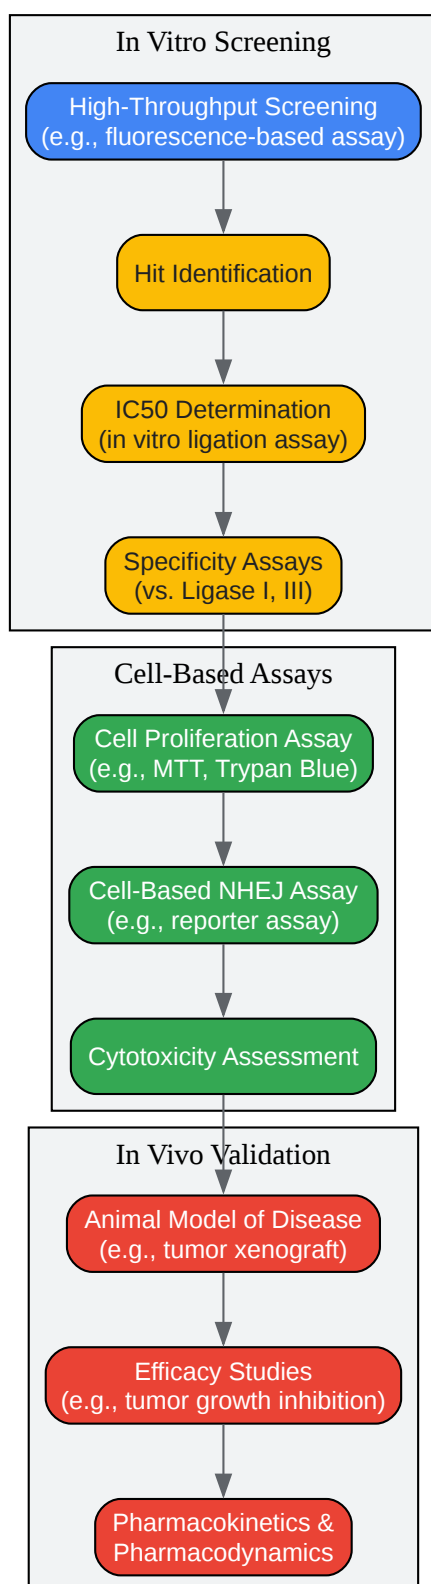 In Vitro Screening
High-Throughput Screening
(e.g., fluorescence-based assay)
Hit Identification
IC50 Determination
(in vitro ligation assay)
Specificity Assays
(vs. Ligase I, III)
Cell-Based Assays
Cell Proliferation Assay
(e.g., MTT, Trypan Blue)
Cell-Based NHEJ Assay
(e.g., reporter assay)
Cytotoxicity Assessment
In Vivo Validation
Animal Model of Disease
(e.g., tumor xenograft)
Efficacy Studies
(e.g., tumor growth inhibition)
Pharmacokinetics &
Pharmacodynamics